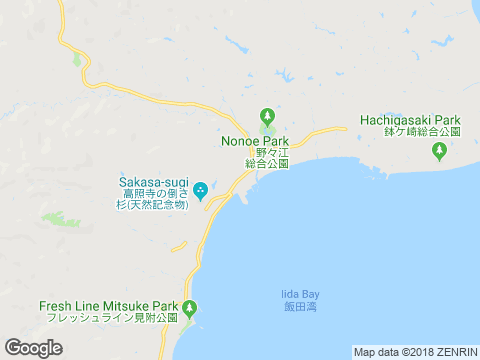 Hachigasaki Park
鉢ケ崎総合公園
Nonoe Park
野々江
総合公園
Sakasa-sugi
高照寺の倒さ
杉(天然記念物)
Iida Bay
飯田湾
Fresh Line Mitsuke Park
フレッシュライン見附公園
Google
Map data ©2018 ZENRIN